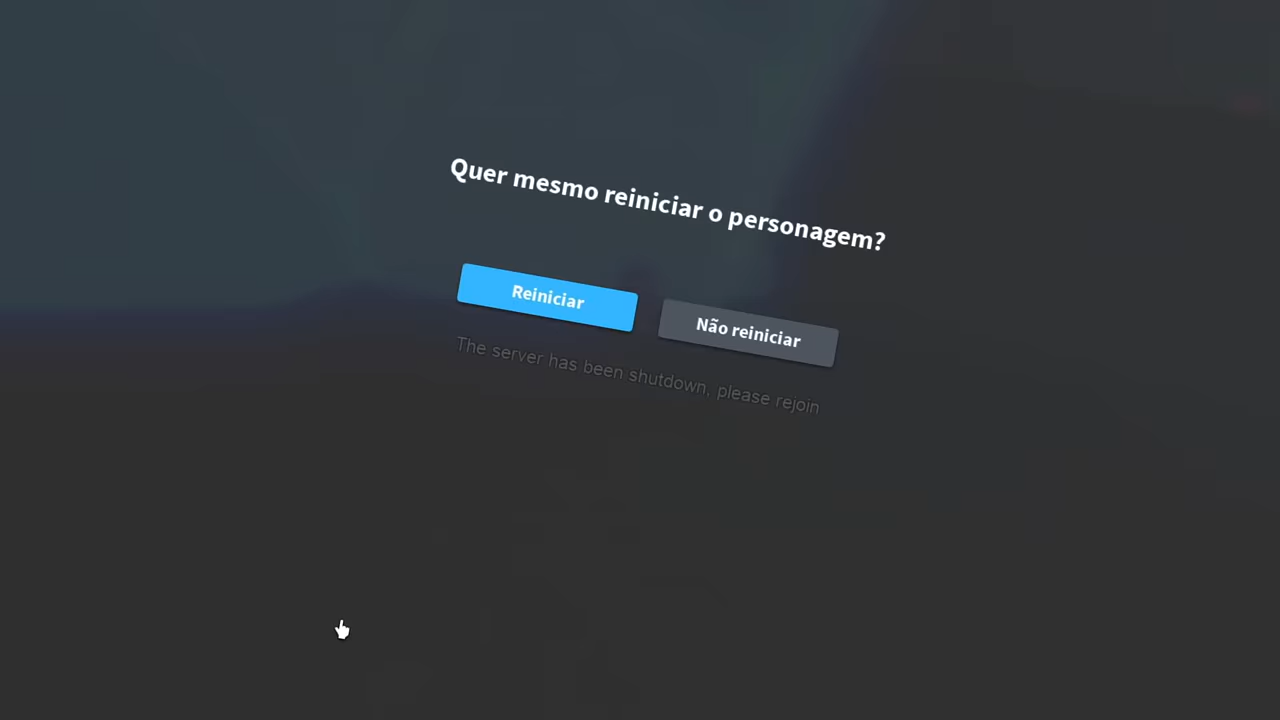 Quer mesmo reiniciar o personagem?
Reiniciar
Não reiniciar
The server has been shutdown, please rejoin